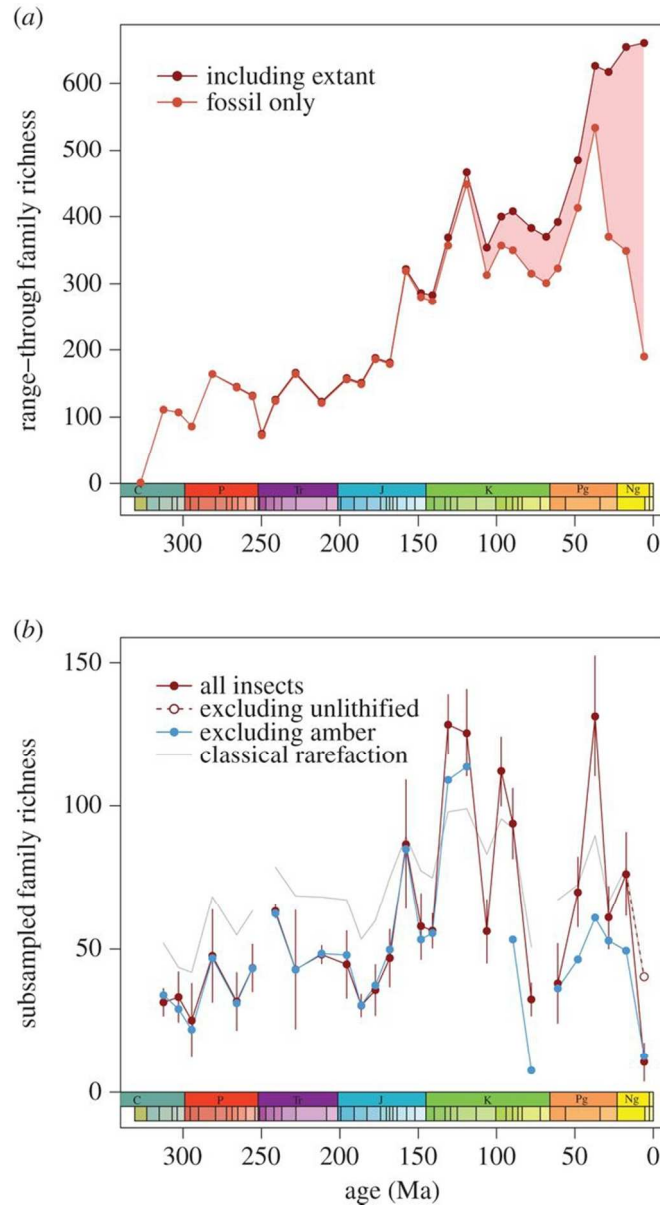 (a)
600
500
400
300
200
100
0
range–through family richness
including extant
fossil only
C P Tr J K Pg Ng
300 250 200 150 100 50 0
(b)
150
100
50
0
subsampled family richness
all insects
excluding unlithified
excluding amber
classical rarefaction
C P Tr J K Pg Ng
300 250 200 150 100 50 0
age (Ma)